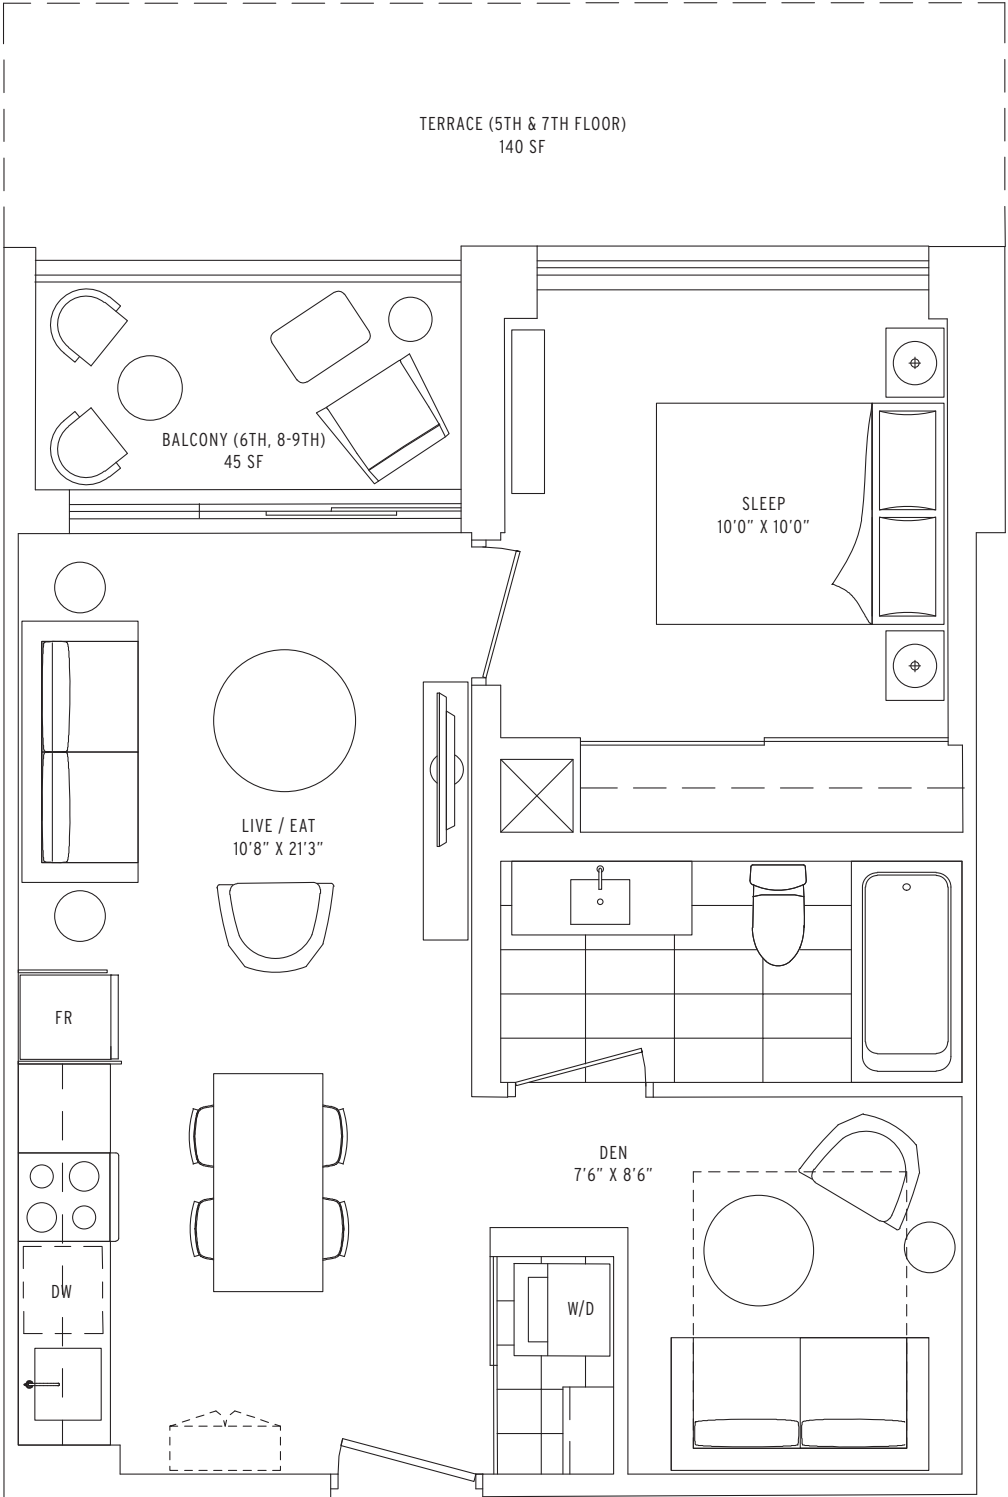 TERRACE (5TH & 7TH FLOOR)
140 SF
BALCONY (6TH, 8-9TH)
45 SF
SLEEP
10'0" X 10'0"
LIVE / EAT
10'8" X 21'3"
FR
DEN
7'6" X 8'6"
DW
W/D